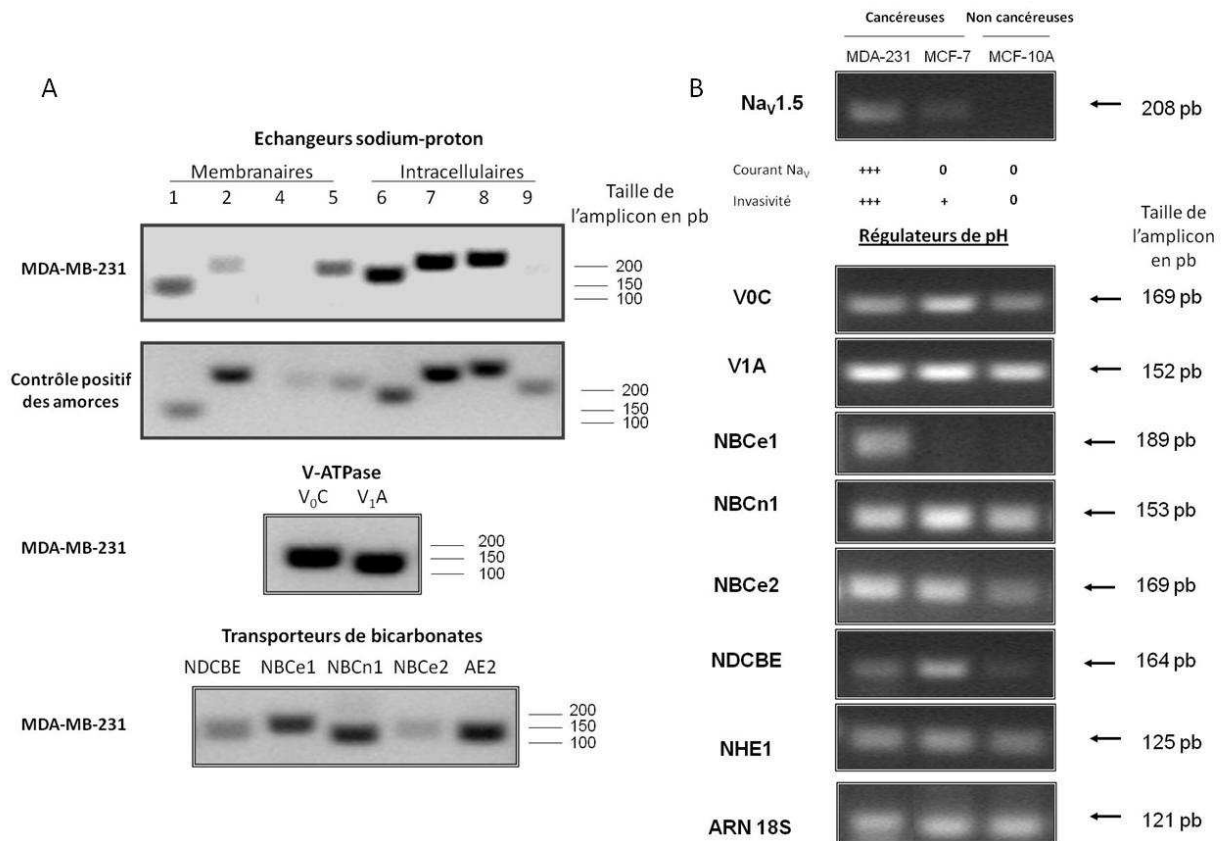 A
Echangeurs sodium-proton
Membranaires Intracellulaires
1 2 4 5 6 7 8 9
Taille de
l'amplicon en pb
MDA-MB-231
200
150
100
Contrôle positif
des amorces
200
150
100
V-ATPase
V₀C V₁A
MDA-MB-231
200
150
100
Transporteurs de bicarbonates
NDCBE NBCe1 NBCn1 NBCe2 AE2
MDA-MB-231
200
150
100
B
Cancéreuses Non cancéreuses
MDA-231 MCF-7 MCF-10A
NaV1.5 208 pb
Courant NaV +++ 0 0
Invasivité +++ + 0
Régulateurs de pH
Taille de
l'amplicon
en pb
V0C 169 pb
V1A 152 pb
NBCe1 189 pb
NBCn1 153 pb
NBCe2 169 pb
NDCBE 164 pb
NHE1 125 pb
ARN 18S 121 pb